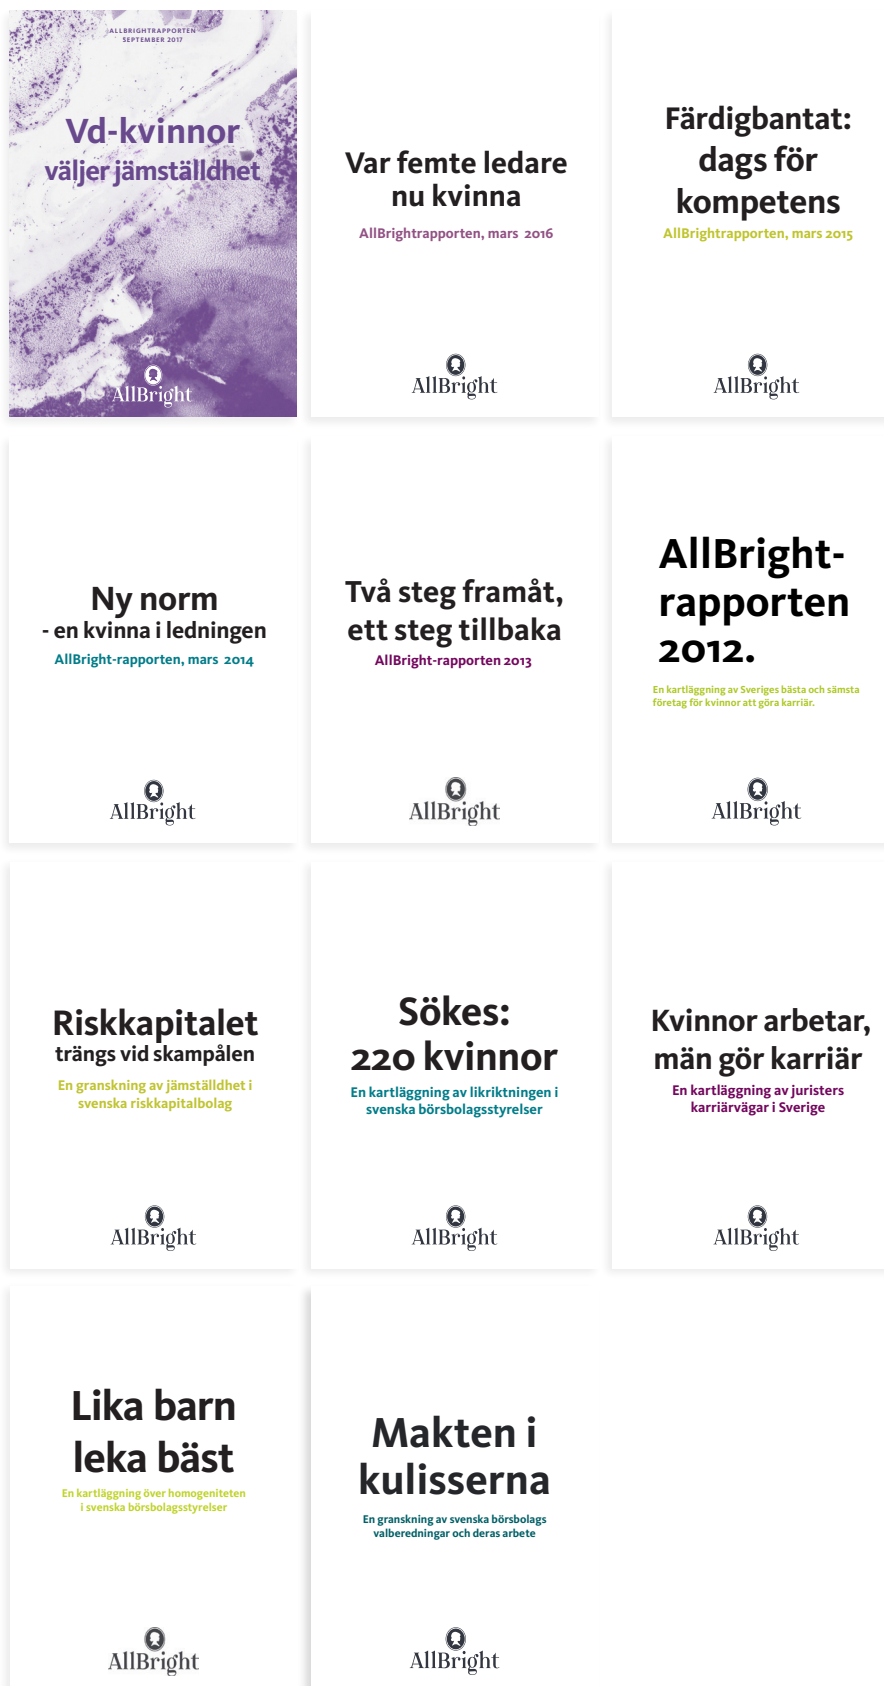 ALLBRIGHTRAPPORTEN
SEPTEMBER 2017
Vd-kvinnor
väljer jämställdhet
AllBright
Var femte ledare
nu kvinna
AllBrightrapporten, mars 2016
AllBright
Färdigbantat:
dags för
kompetens
AllBrightrapporten, mars 2015
AllBright
Ny norm
- en kvinna i ledningen
AllBright-rapporten, mars 2014
AllBright
Två steg framåt,
ett steg tillbaka
AllBright-rapporten 2013
AllBright
AllBright-
rapporten
2012.
En kartläggning av Sveriges bästa och sämsta
företag för kvinnor att göra karriär.
AllBright
Riskkapitalet
trängs vid skampålen
En granskning av jämställdhet i
svenska riskkapitalbolag
AllBright
Sökes:
220 kvinnor
En kartläggning av likriktningen i
svenska börsbolagsstyrelser
AllBright
Kvinnor arbetar,
män gör karriär
En kartläggning av juristers
karriärvägar i Sverige
AllBright
Lika barn
leka bäst
En kartläggning över homogeniteten
i svenska börsbolagsstyrelser
AllBright
Makten i
kulisserna
En granskning av svenska börsbolags
valberedningar och deras arbete
AllBright